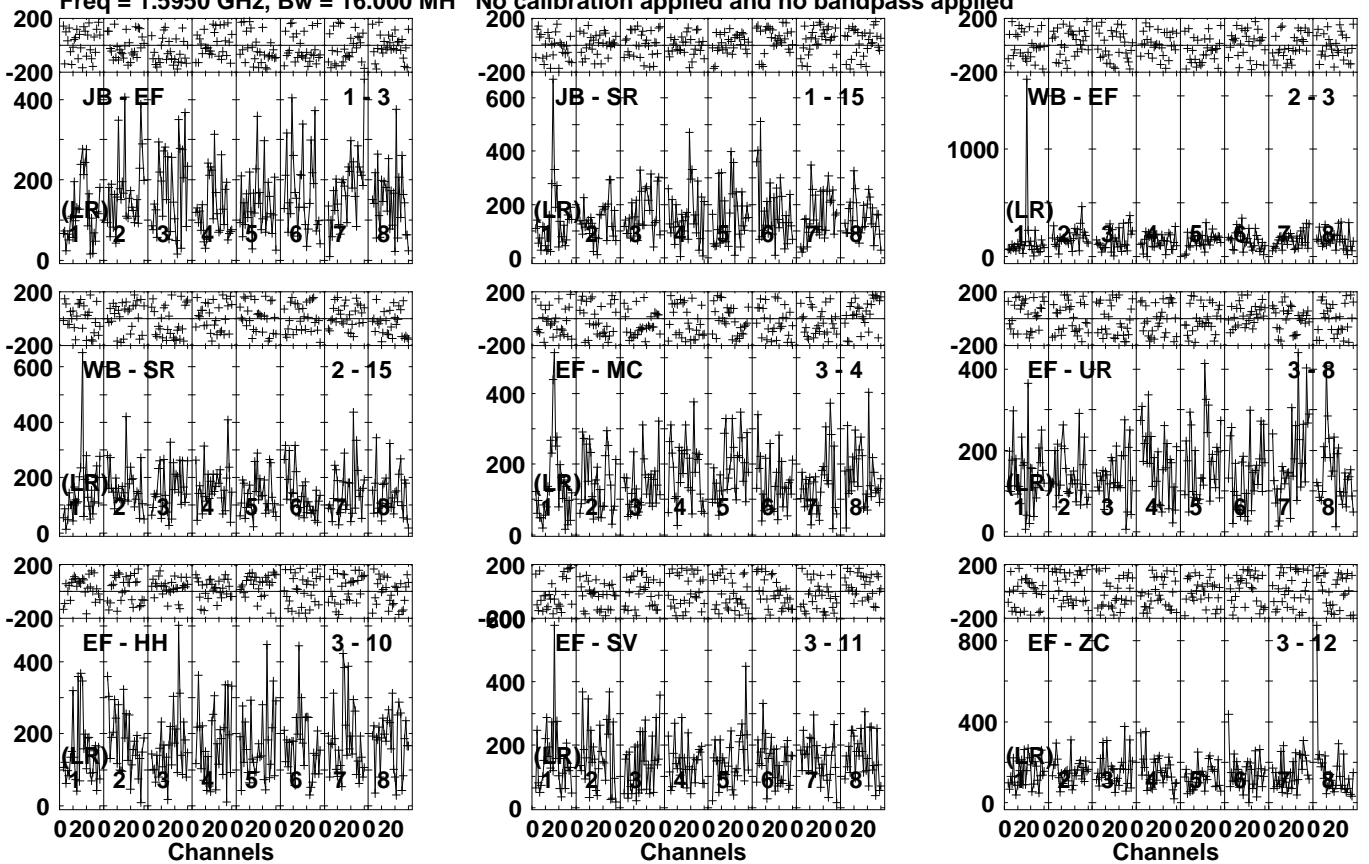 Freq = 1.5950 GHz, Bw = 16.000 MH No calibration applied and no bandpass applied
200
-200
JB - EF 1 - 3
400
200
0
(LR)
1 2 3 4 5 6 7 8
200
-200
JB - SR 1 - 15
600
400
200
0
(LR)
1 2 3 4 5 6 7 8
200
-200
WB - EF 2 - 3
1000
0
(LR)
1 2 3 4 5 6 7 8
200
-200
WB - SR 2 - 15
600
400
200
0
(LR)
1 2 3 4 5 6 7 8
200
-200
EF - MC 3 - 4
400
200
0
(LR)
1 2 3 4 5 6 7 8
200
-200
EF - UR 3 - 8
400
200
0
(LR)
1 2 3 4 5 6 7 8
200
-200
EF - HH 3 - 10
400
200
0
(LR)
1 2 3 4 5 6 7 8
0 20 0 20 0 20 0 20 0 20 0 20 0 20 0 20
Channels
200
-200
600
EF - SV 3 - 11
400
200
0
(LR)
1 2 3 4 5 6 7 8
0 20 0 20 0 20 0 20 0 20 0 20 0 20 0 20
Channels
200
-200
EF - ZC 3 - 12
800
400
0
(LR)
1 2 3 4 5 6 7 8
0 20 0 20 0 20 0 20 0 20 0 20 0 20 0 20
Channels